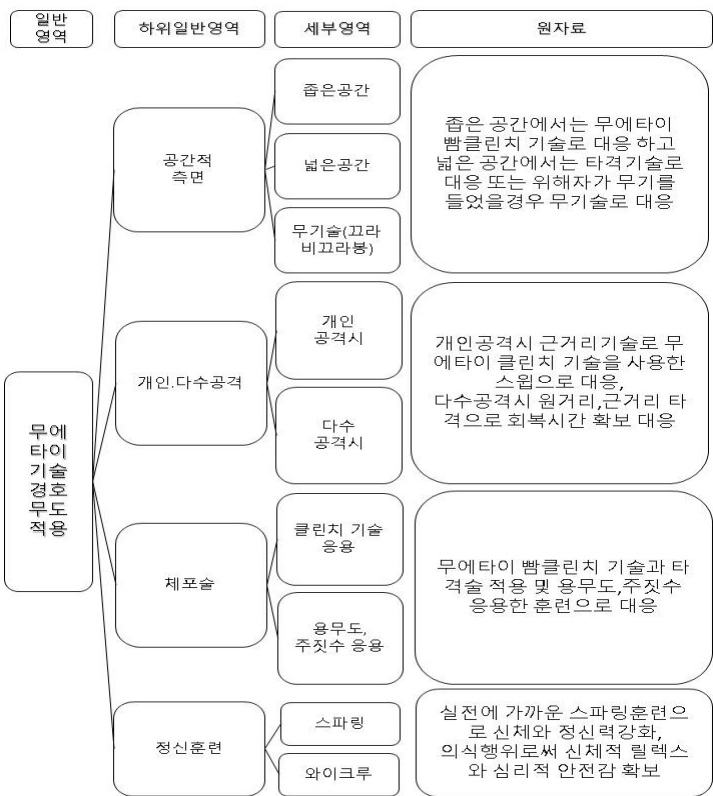 일반
영역
하위일반영역
세부영역
원자료
무에
타이
기술
경호
무도
적용
공간적
측면
좁은공간
넓은공간
무기술(끄라
비끄라봉)
좁은 공간에서는 무에타이
빰클린치 기술로 대응 하고
넓은 공간에서는 타격기술로
대응 또는 위해자가 무기를
들었을경우 무기술로 대응
개인.다수공격
개인
공격시
다수
공격시
개인공격시 근거리기술로 무
에타이 클린치 기술을 사용한
스윕으로 대응,
다수공격시 원거리,근거리 타
격으로 회복시간 확보 대응
체포술
클린치 기술
응용
용무도,
주짓수 응용
무에타이 빰클린치 기술과 타
격술 적용 및 용무도,주짓수
응용한 훈련으로 대응
정신훈련
스파링
와이크루
실전에 가까운 스파링훈련으
로 신체와 정신력강화,
의식행위로써 신체적 릴렉스
와 심리적 안전감 확보